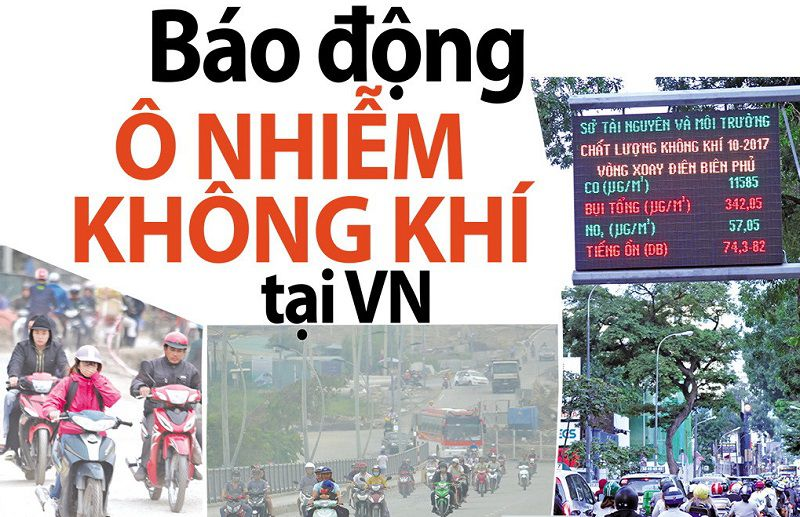 Báo động
Ô NHIỄM
KHÔNG KHÍ
tại VN
SỞ TÀI NGUYÊN VÀ MÔI TRƯỜNG
CHẤT LƯỢNG KHÔNG KHÍ 10-2017
VÒNG XOAY ĐIỆN BIÊN PHỦ
CO (µG/M³) 11585
BỤI TỔNG (µG/M³) 342,05
NO₂ (µG/M³) 57,05
TIẾNG ỒN (DB) 74,3-82